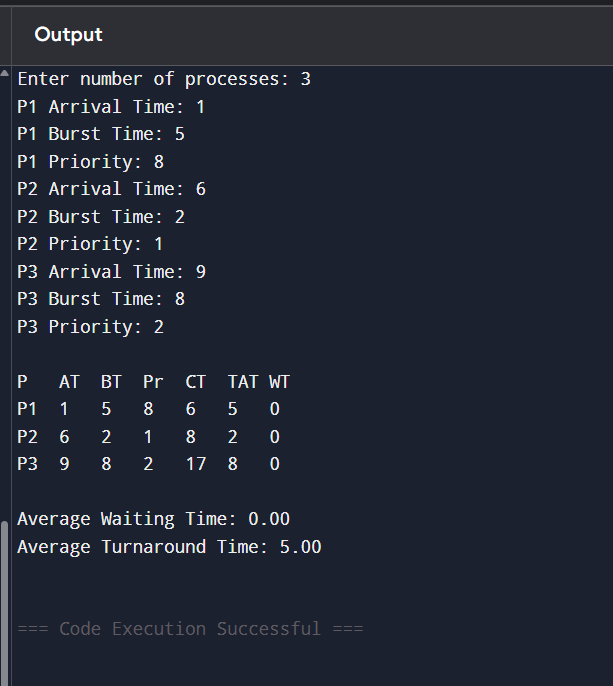 Output
Enter number of processes: 3
P1 Arrival Time: 1
P1 Burst Time: 5
P1 Priority: 8
P2 Arrival Time: 6
P2 Burst Time: 2
P2 Priority: 1
P3 Arrival Time: 9
P3 Burst Time: 8
P3 Priority: 2
P AT BT Pr CT TAT WT
P1 1 5 8 6 5 0
P2 6 2 1 8 2 0
P3 9 8 2 17 8 0
Average Waiting Time: 0.00
Average Turnaround Time: 5.00
=== Code Execution Successful ===